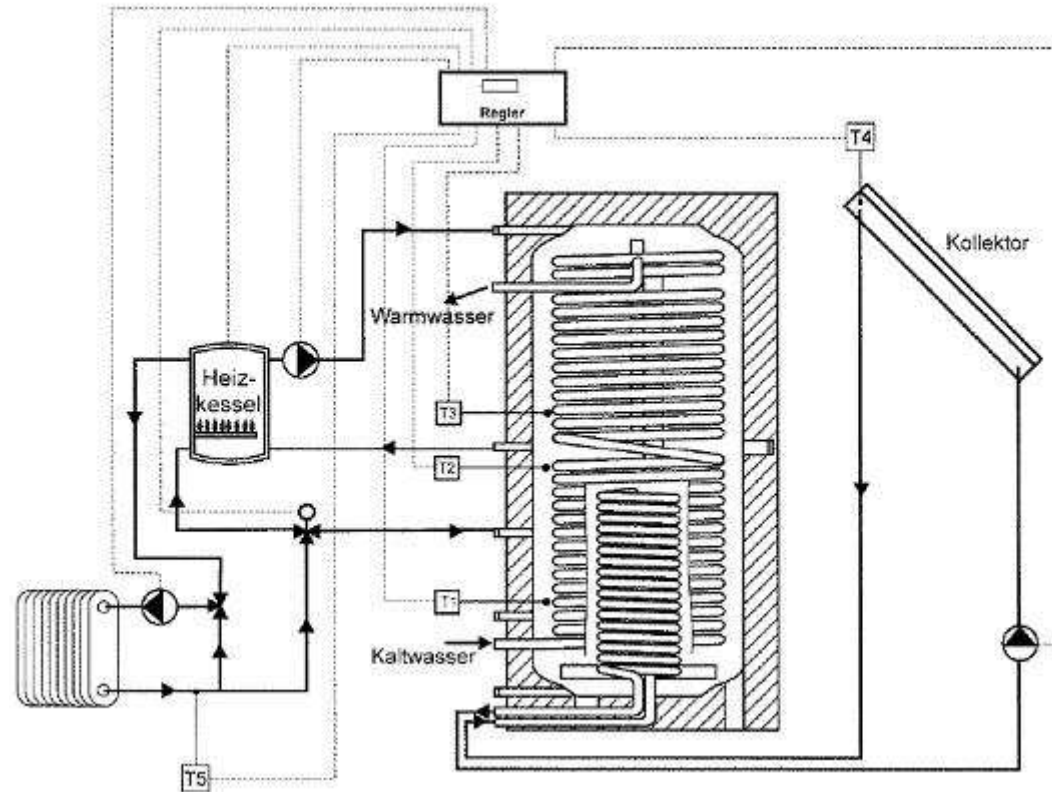 Regler
T4
Kollektor
Warmwasser
Heiz-
kessel
T3
T2
T1
Kaltwasser
T5